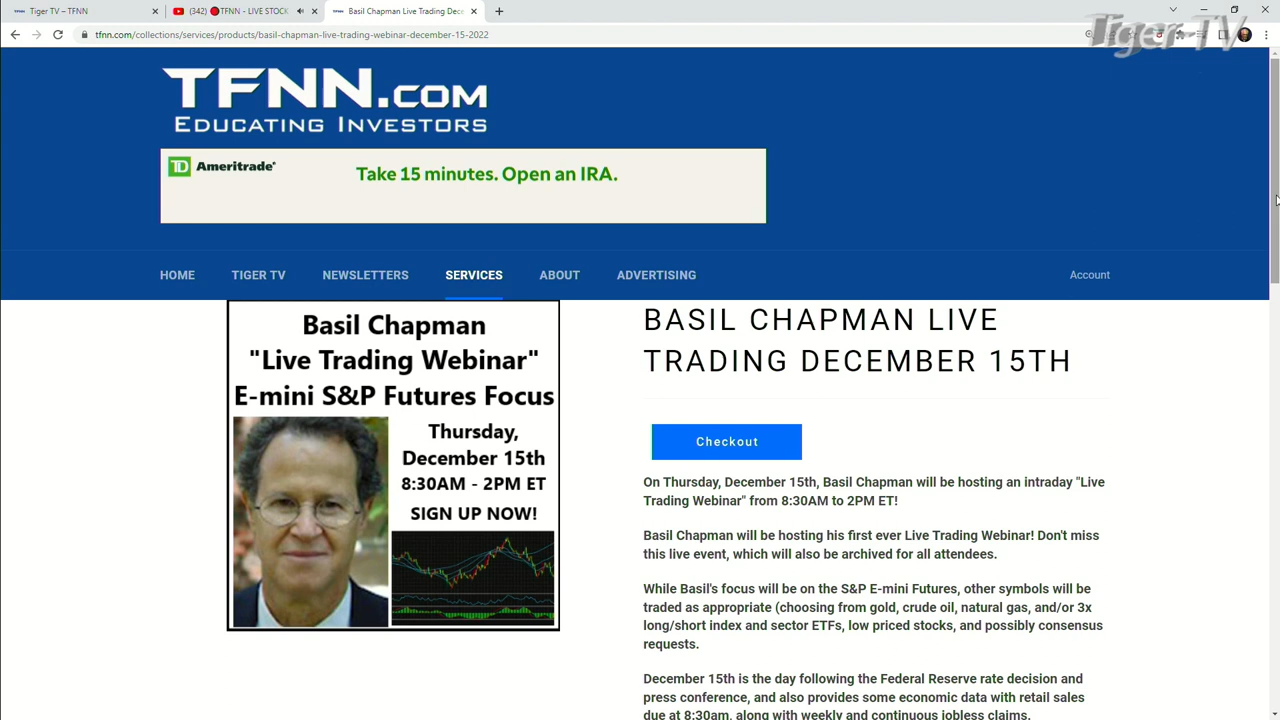 Tiger TV – TFNN
(342) 🔴TFNN - LIVE STOCK
Basil Chapman Live Trading Dece
Tiger-TV
tfnn.com/collections/services/products/basil-chapman-live-trading-webinar-december-15-2022
TFNN.COM
EDUCATING INVESTORS
TD Ameritrade
Take 15 minutes. Open an IRA.
HOME TIGER TV NEWSLETTERS SERVICES ABOUT ADVERTISING Account
Basil Chapman
"Live Trading Webinar"
E-mini S&P Futures Focus
Thursday,
December 15th
8:30AM - 2PM ET
SIGN UP NOW!
BASIL CHAPMAN LIVE
TRADING DECEMBER 15TH
Checkout
On Thursday, December 15th, Basil Chapman will be hosting an intraday "Live
Trading Webinar" from 8:30AM to 2PM ET!
Basil Chapman will be hosting his first ever Live Trading Webinar! Don't miss
this live event, which will also be archived for all attendees.
While Basil's focus will be on the S&P E-mini Futures, other symbols will be
traded as appropriate (choosing from gold, crude oil, natural gas, and/or 3x
long/short index and sector ETFs, low priced stocks, and possibly consensus
requests.
December 15th is the day following the Federal Reserve rate decision and
press conference, and also provides some economic data with retail sales
due at 8:30am, along with weekly and continuous jobless claims.